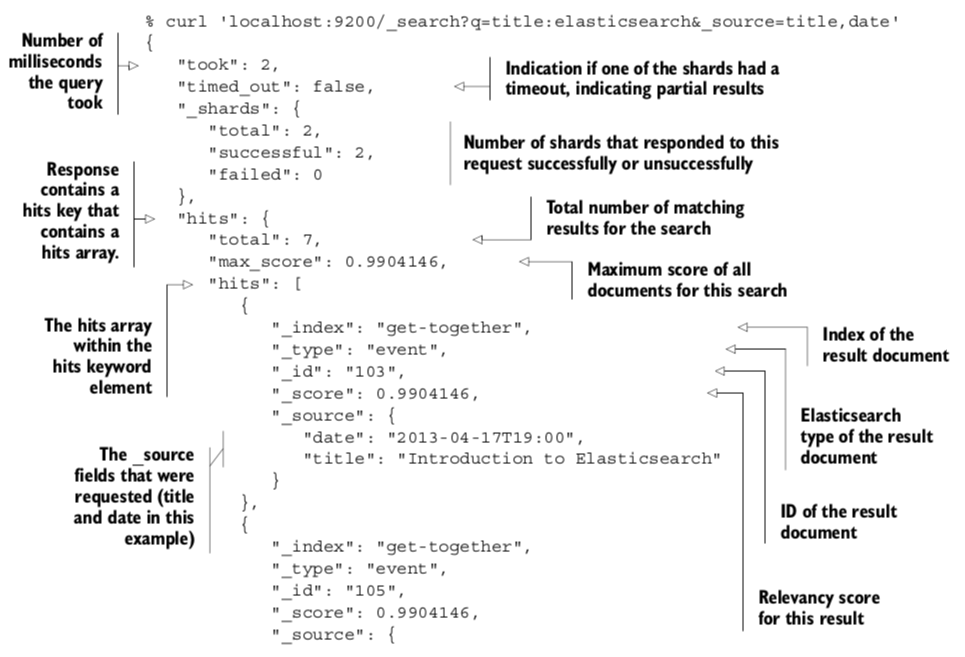 % curl 'localhost:9200/_search?q=title:elasticsearch&_source=title,date'
{
Number of
milliseconds
the query
took
"took": 2,
"timed_out": false,
Indication if one of the shards had a
timeout, indicating partial results
"_shards": {
"total": 2,
"successful": 2,
"failed": 0
Number of shards that responded to this
request successfully or unsuccessfully
},
Response
contains a
hits key that
contains a
hits array.
"hits": {
"total": 7,
Total number of matching
results for the search
"max_score": 0.9904146,
Maximum score of all
documents for this search
"hits": [
The hits array
within the
hits keyword
element
{
"_index": "get-together",
Index of the
result document
"_type": "event",
Elasticsearch
type of the result
document
"_id": "103",
ID of the result
document
"_score": 0.9904146,
Relevancy score
for this result
"_source": {
"date": "2013-04-17T19:00",
"title": "Introduction to Elasticsearch"
The _source
fields that were
requested (title
and date in this
example)
}
},
{
"_index": "get-together",
"_type": "event",
"_id": "105",
"_score": 0.9904146,
"_source": {